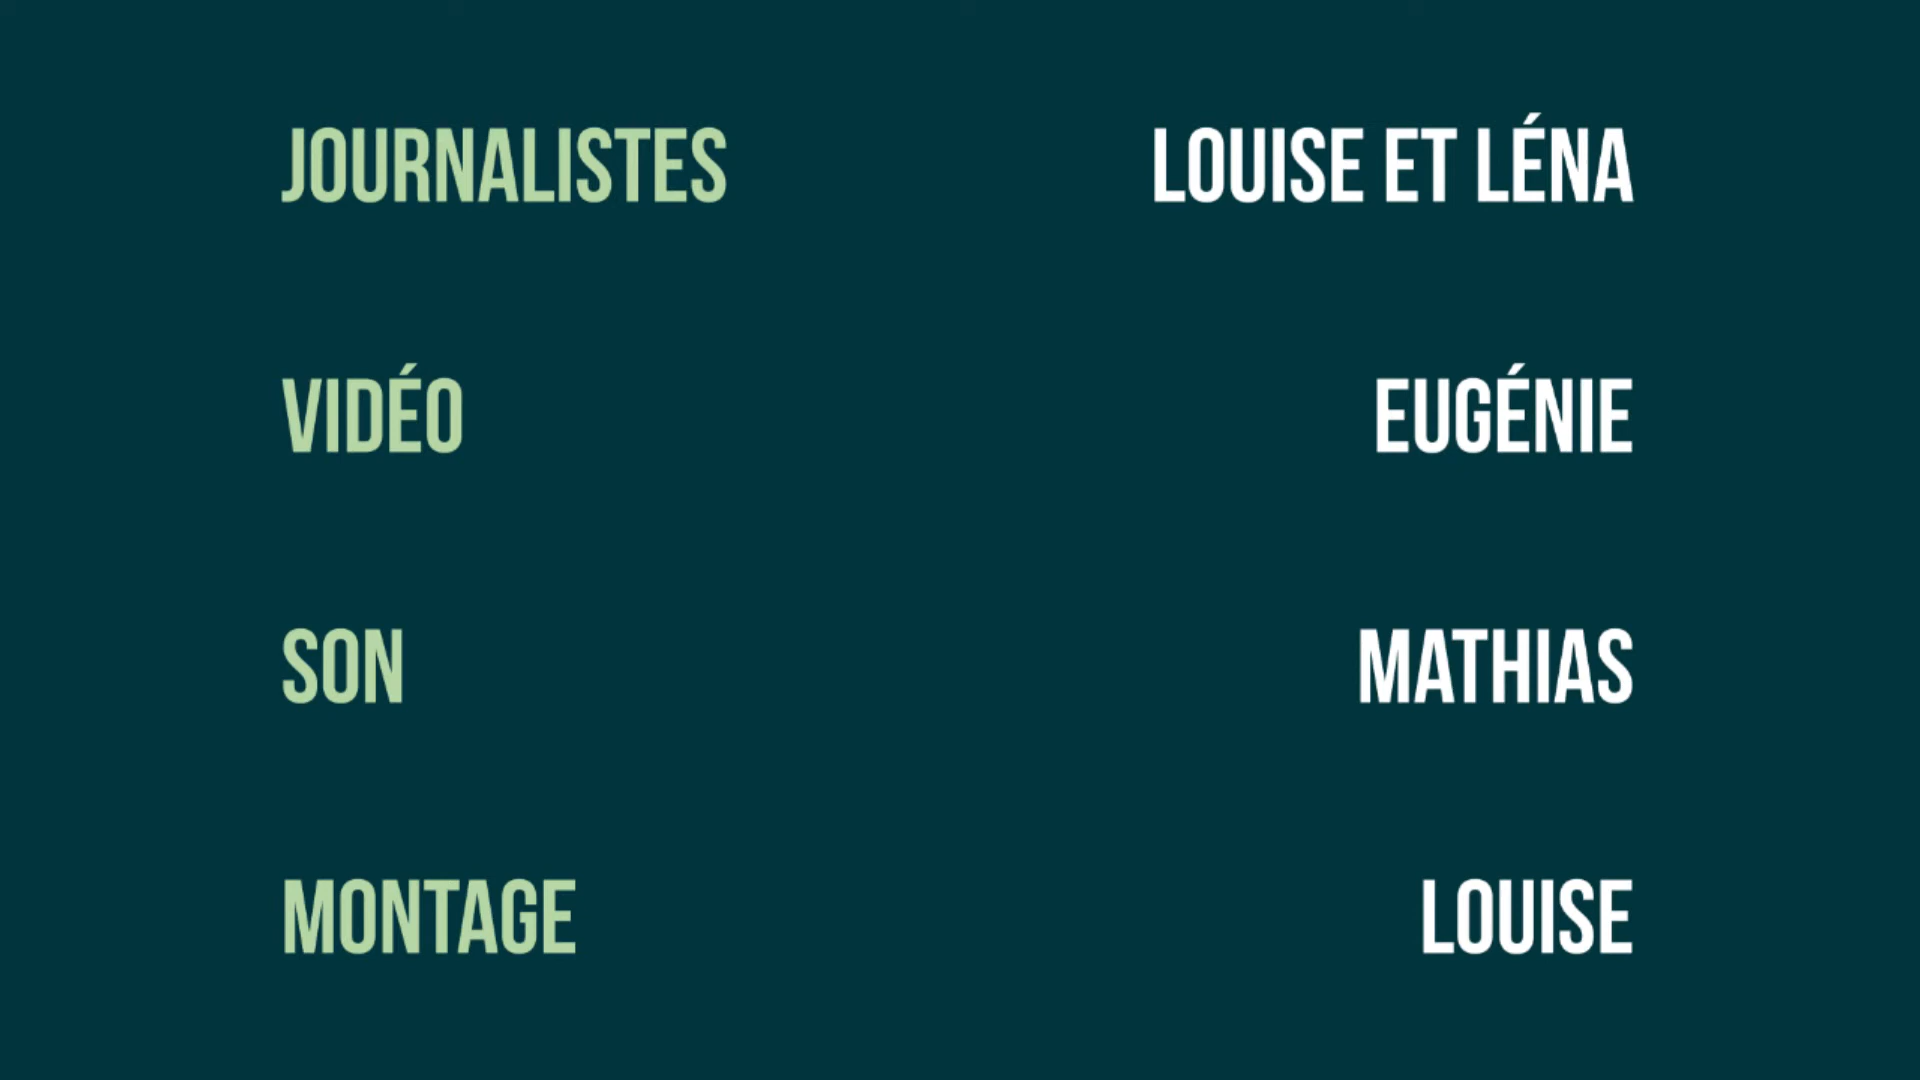 JOURNALISTES LOUISE ET LÉNA
VIDÉO EUGÉNIE
SON MATHIAS
MONTAGE LOUISE